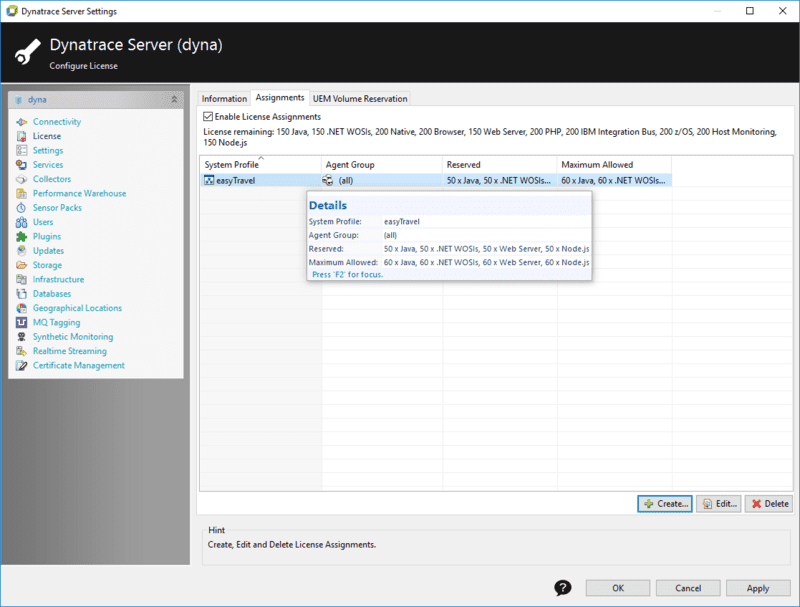 Dynatrace Server Settings
Dynatrace Server (dyna)
Configure License
dyna
Connectivity
License
Settings
Services
Collectors
Performance Warehouse
Sensor Packs
Users
Plugins
Updates
Storage
Infrastructure
Databases
Geographical Locations
MQ Tagging
Synthetic Monitoring
Realtime Streaming
Certificate Management
Information Assignments UEM Volume Reservation
Enable License Assignments
License remaining: 150 Java, 150 .NET WOSIs, 200 Native, 200 Browser, 150 Web Server, 200 PHP, 200 IBM Integration Bus, 200 z/OS, 200 Host Monitoring,
150 Node.js
System Profile Agent Group Reserved Maximum Allowed
easyTravel (all) 50 x Java, 50 x .NET WOSIs... 60 x Java, 60 x .NET WOSIs...
Details
System Profile: easyTravel
Agent Group: (all)
Reserved: 50 x Java, 50 x .NET WOSIs, 50 x Web Server, 50 x Node.js
Maximum Allowed: 60 x Java, 60 x .NET WOSIs, 60 x Web Server, 60 x Node.js
Press 'F2' for focus.
Create... Edit... Delete
Hint
Create, Edit and Delete License Assignments.
? OK Cancel Apply